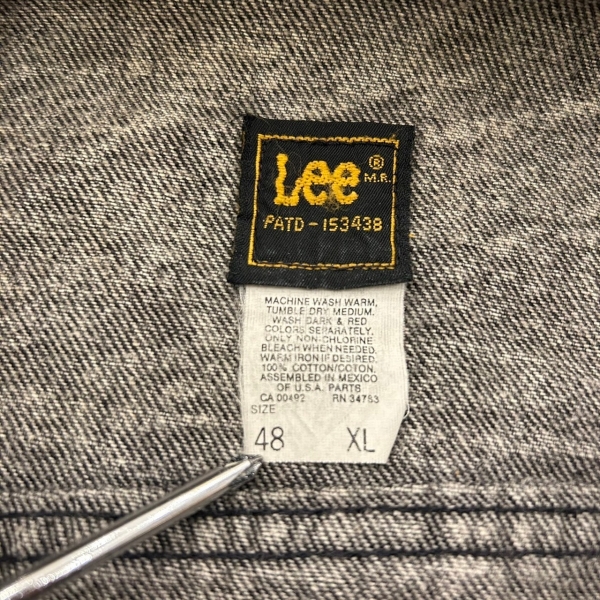 Lee ® M.R.
PATD-153438
MACHINE WASH WARM,
TUMBLE DRY MEDIUM.
WASH DARK & RED
COLORS SEPARATELY.
ONLY NON-CHLORINE
BLEACH WHEN NEEDED.
WARM IRON IF DESIRED.
100% COTTON/COTON.
ASSEMBLED IN MEXICO
OF U.S.A. PARTS
CA 00492 RN 34753
SIZE
48 XL